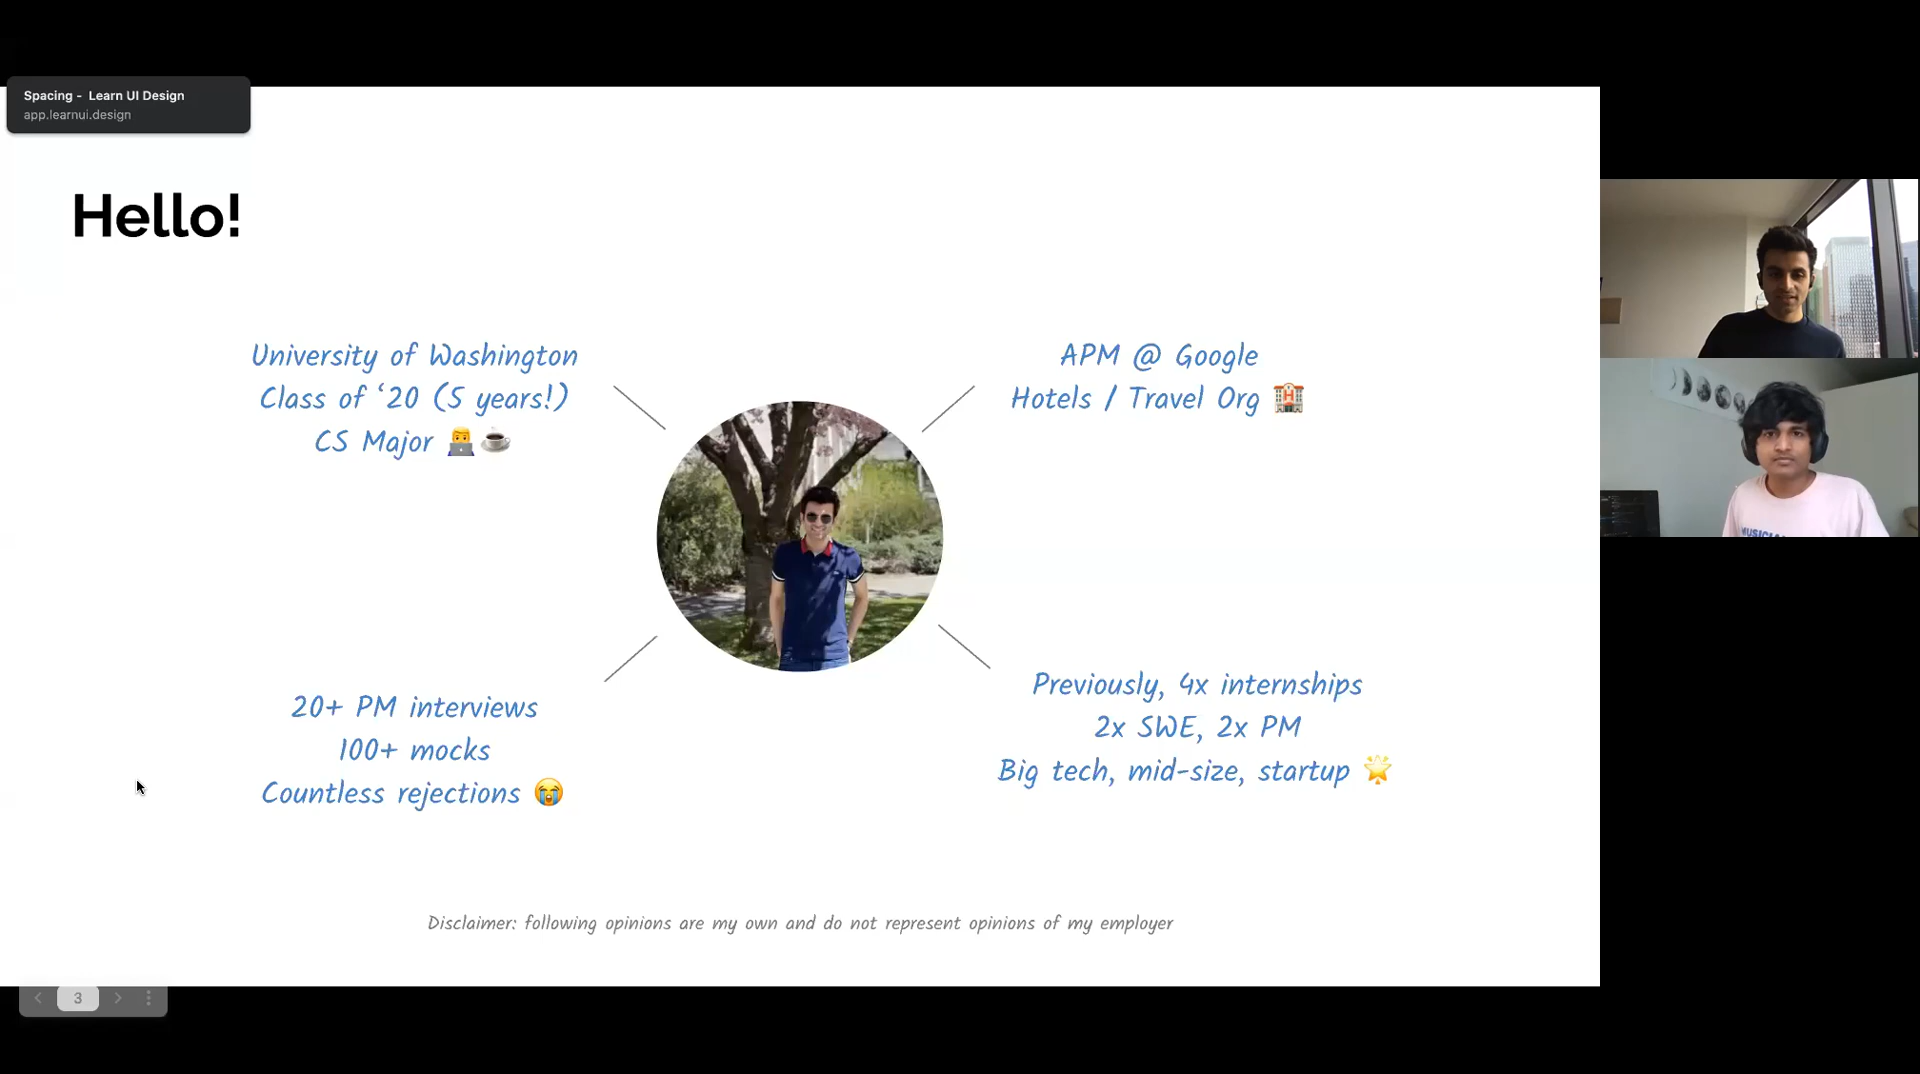 Spacing - Learn UI Design
app.learnui.design
Hello!
University of Washington
Class of ‘20 (5 years!)
CS Major 👨‍💻☕
APM @ Google
Hotels / Travel Org 🏩
20+ PM interviews
100+ mocks
Countless rejections 😭
Previously, 4x internships
2x SWE, 2x PM
Big tech, mid-size, startup 🌟
Disclaimer: following opinions are my own and do not represent opinions of my employer
3